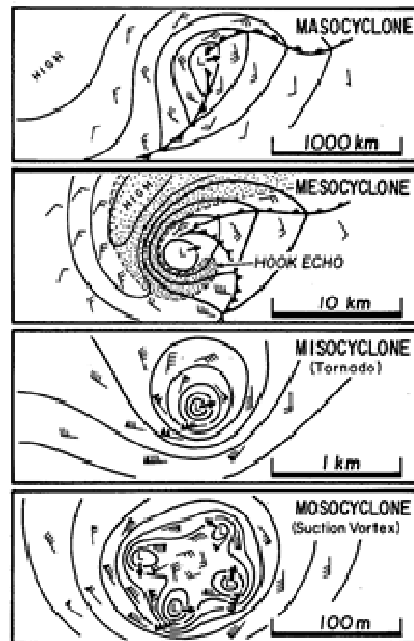 MASOCYCLONE
HIGH
L
1000 km
MESOCYCLONE
HIGH
L
HOOK ECHO
10 km
MISOCYCLONE
(Tornado)
1 km
MOSOCYCLONE
(Suction Vortex)
100 m